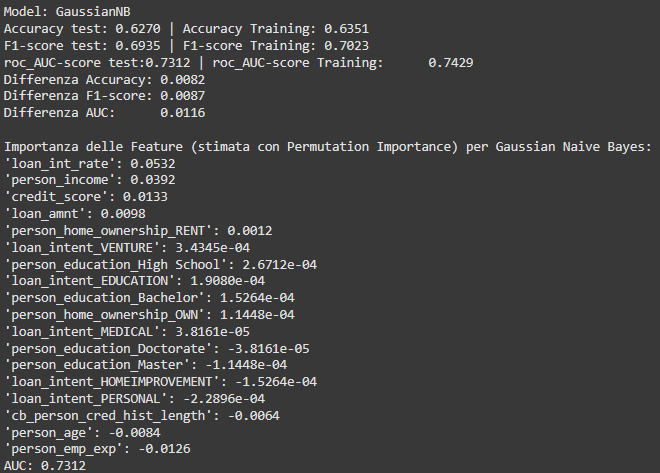 Model: GaussianNB
Accuracy test: 0.6270 | Accuracy Training: 0.6351
F1-score test: 0.6935 | F1-score Training: 0.7023
roc_AUC-score test:0.7312 | roc_AUC-score Training:      0.7429
Differenza Accuracy: 0.0082
Differenza F1-score: 0.0087
Differenza AUC:      0.0116

Importanza delle Feature (stimata con Permutation Importance) per Gaussian Naive Bayes:
'loan_int_rate': 0.0532
'person_income': 0.0392
'credit_score': 0.0133
'loan_amnt': 0.0098
'person_home_ownership_RENT': 0.0012
'loan_intent_VENTURE': 3.4345e-04
'person_education_High School': 2.6712e-04
'loan_intent_EDUCATION': 1.9080e-04
'person_education_Bachelor': 1.5264e-04
'person_home_ownership_OWN': 1.1448e-04
'loan_intent_MEDICAL': 3.8161e-05
'person_education_Doctorate': -3.8161e-05
'person_education_Master': -1.1448e-04
'loan_intent_HOMEIMPROVEMENT': -1.5264e-04
'loan_intent_PERSONAL': -2.2896e-04
'cb_person_cred_hist_length': -0.0064
'person_age': -0.0084
'person_emp_exp': -0.0126
AUC: 0.7312